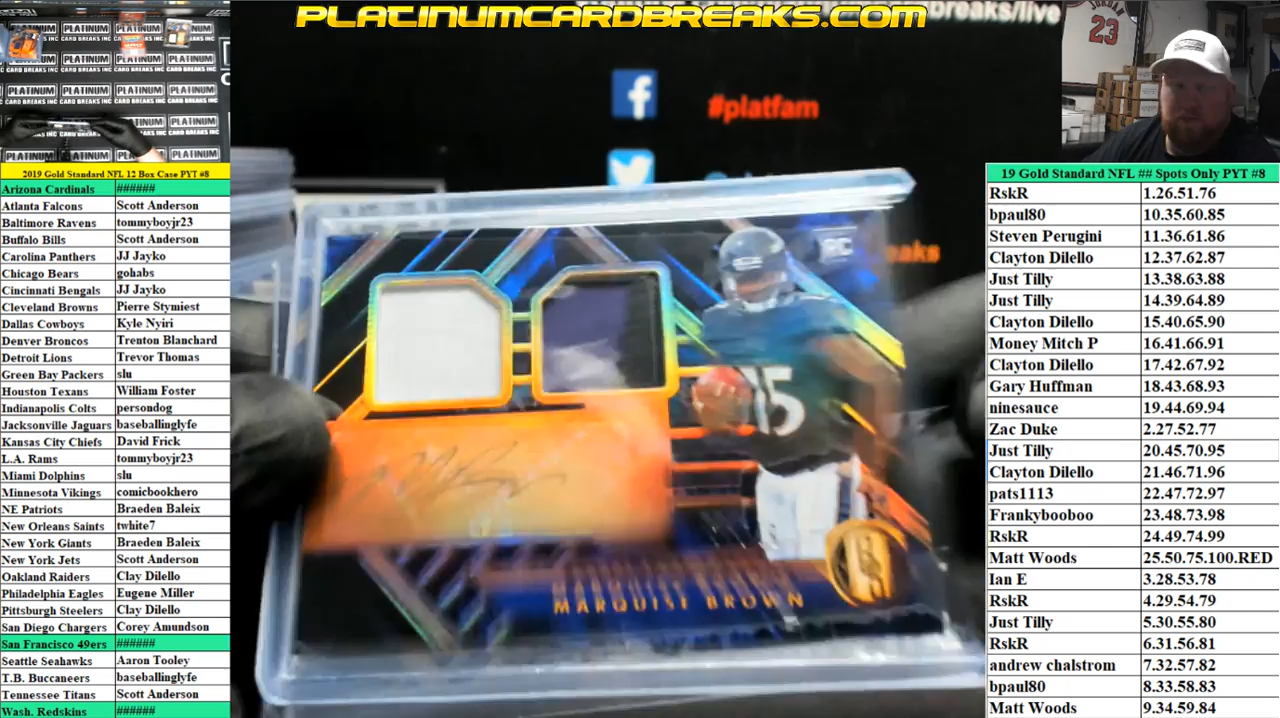 PLATINUMCARDBREAKS.COM
breaks/live
JORDAN
23
PLATINUM
CARD BREAKS INC
#platfam
eaks
RC
15
MARQUISE BROWN
2019 Gold Standard NFL 12 Box Case PYT #8
Arizona Cardinals ######
Atlanta Falcons Scott Anderson
Baltimore Ravens tommyboyjr23
Buffalo Bills Scott Anderson
Carolina Panthers JJ Jayko
Chicago Bears gohabs
Cincinnati Bengals JJ Jayko
Cleveland Browns Pierre Stymiest
Dallas Cowboys Kyle Nyiri
Denver Broncos Trenton Blanchard
Detroit Lions Trevor Thomas
Green Bay Packers slu
Houston Texans William Foster
Indianapolis Colts persondog
Jacksonville Jaguars baseballinglyfe
Kansas City Chiefs David Frick
L.A. Rams tommyboyjr23
Miami Dolphins slu
Minnesota Vikings comicbookhero
NE Patriots Braeden Baleix
New Orleans Saints twhite7
New York Giants Braeden Baleix
New York Jets Scott Anderson
Oakland Raiders Clay Dilello
Philadelphia Eagles Eugene Miller
Pittsburgh Steelers Clay Dilello
San Diego Chargers Corey Amundson
San Francisco 49ers ######
Seattle Seahawks Aaron Tooley
T.B. Buccaneers baseballinglyfe
Tennessee Titans Scott Anderson
Wash. Redskins ######
19 Gold Standard NFL ## Spots Only PYT #8
RskR 1.26.51.76
bpaul80 10.35.60.85
Steven Perugini 11.36.61.86
Clayton Dilello 12.37.62.87
Just Tilly 13.38.63.88
Just Tilly 14.39.64.89
Clayton Dilello 15.40.65.90
Money Mitch P 16.41.66.91
Clayton Dilello 17.42.67.92
Gary Huffman 18.43.68.93
ninesauce 19.44.69.94
Zac Duke 2.27.52.77
Just Tilly 20.45.70.95
Clayton Dilello 21.46.71.96
pats1113 22.47.72.97
Frankybooboo 23.48.73.98
RskR 24.49.74.99
Matt Woods 25.50.75.100.RED
Ian E 3.28.53.78
RskR 4.29.54.79
Just Tilly 5.30.55.80
RskR 6.31.56.81
andrew chalstrom 7.32.57.82
bpaul80 8.33.58.83
Matt Woods 9.34.59.84